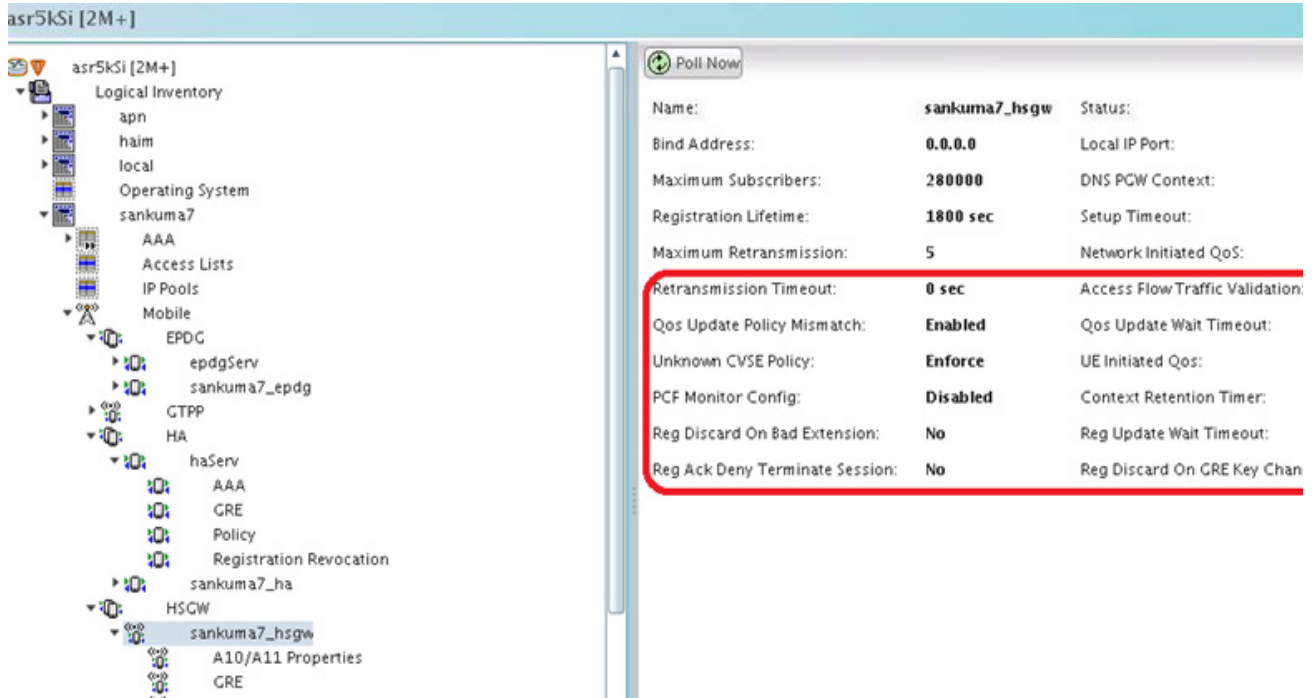 asr5kSi [2M+]
asr5kSi [2M+]
Logical Inventory
apn
haim
local
Operating System
sankuma7
AAA
Access Lists
IP Pools
Mobile
EPDG
epdgServ
sankuma7_epdg
GTPP
HA
haServ
AAA
GRE
Policy
Registration Revocation
sankuma7_ha
HSGW
sankuma7_hsgw
A10/A11 Properties
GRE
Poll Now
Name: sankuma7_hsgw Status:
Bind Address: 0.0.0.0 Local IP Port:
Maximum Subscribers: 280000 DNS PGW Context:
Registration Lifetime: 1800 sec Setup Timeout:
Maximum Retransmission: 5 Network Initiated QoS:
Retransmission Timeout: 0 sec Access Flow Traffic Validation:
Qos Update Policy Mismatch: Enabled Qos Update Wait Timeout:
Unknown CVSE Policy: Enforce UE Initiated Qos:
PCF Monitor Config: Disabled Context Retention Timer:
Reg Discard On Bad Extension: No Reg Update Wait Timeout:
Reg Ack Deny Terminate Session: No Reg Discard On GRE Key Chan